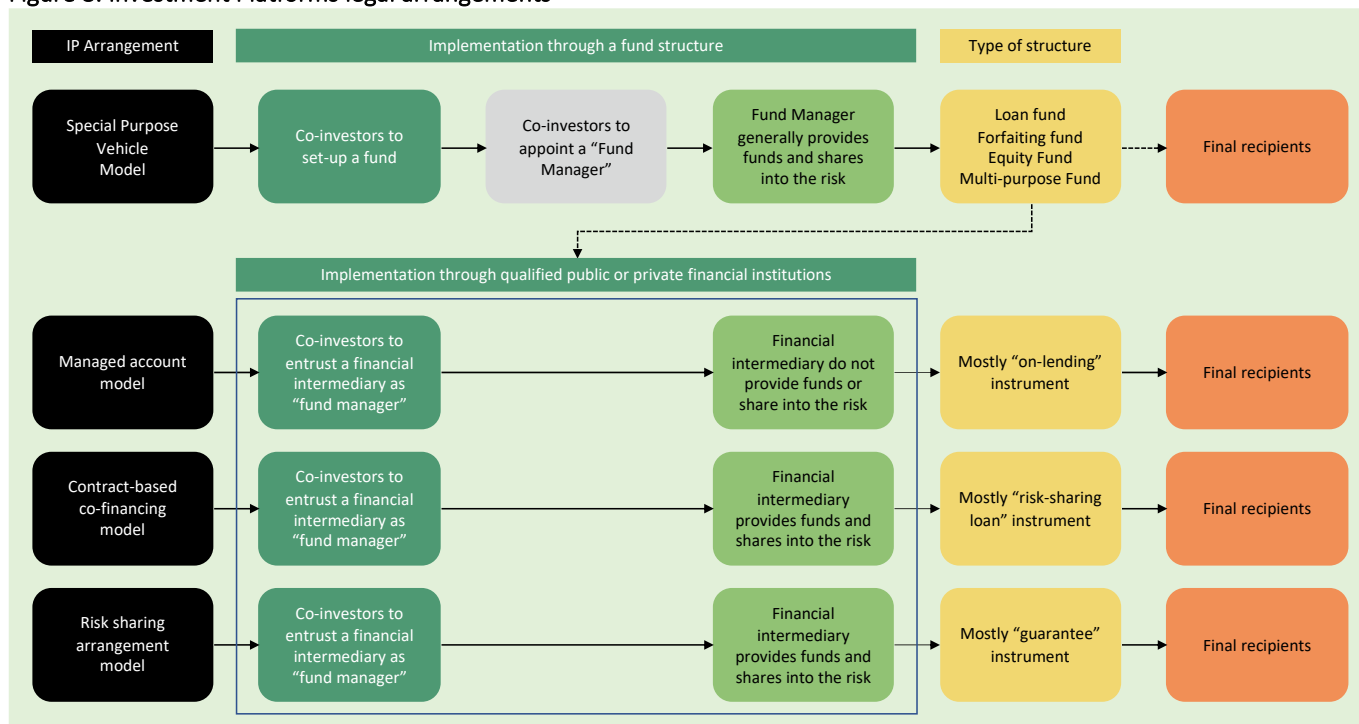 Figure 8: Investment Platforms legal arrangements
IP Arrangement
Implementation through a fund structure
Type of structure
Special Purpose
Vehicle
Model
Co-investors to
set-up a fund
Co-investors to
appoint a “Fund
Manager”
Fund Manager
generally provides
funds and shares
into the risk
Loan fund
Forfaiting fund
Equity Fund
Multi-purpose Fund
Final recipients
Implementation through qualified public or private financial institutions
Managed account
model
Co-investors to
entrust a financial
intermediary as
“fund manager”
Financial
intermediary do not
provide funds or
share into the risk
Mostly “on-lending”
instrument
Final recipients
Contract-based
co-financing
model
Co-investors to
entrust a financial
intermediary as
“fund manager”
Financial
intermediary
provides funds and
shares into the risk
Mostly “risk-sharing
loan” instrument
Final recipients
Risk sharing
arrangement
model
Co-investors to
entrust a financial
intermediary as
“fund manager”
Financial
intermediary
provides funds and
shares into the risk
Mostly “guarantee”
instrument
Final recipients